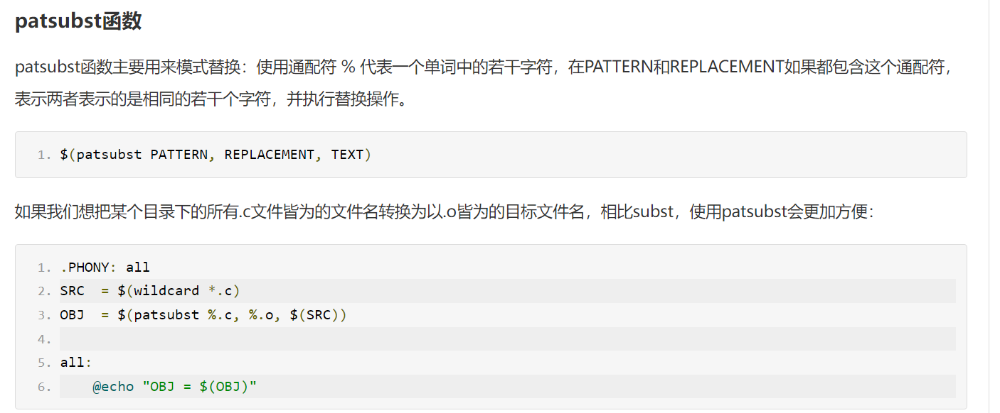 patsubst函数
patsubst函数主要用来模式替换：使用通配符 % 代表一个单词中的若干字符，在PATTERN和REPLACEMENT如果都包含这个通配符，
表示两者表示的是相同的若干个字符，并执行替换操作。
1. $(patsubst PATTERN, REPLACEMENT, TEXT)
如果我们想把某个目录下的所有.c文件皆为的文件名转换为以.o皆为的目标文件名，相比subst，使用patsubst会更加方便：
1. .PHONY: all
2. SRC  = $(wildcard *.c)
3. OBJ  = $(patsubst %.c, %.o, $(SRC))
4.
5. all:
6.     @echo "OBJ = $(OBJ)"